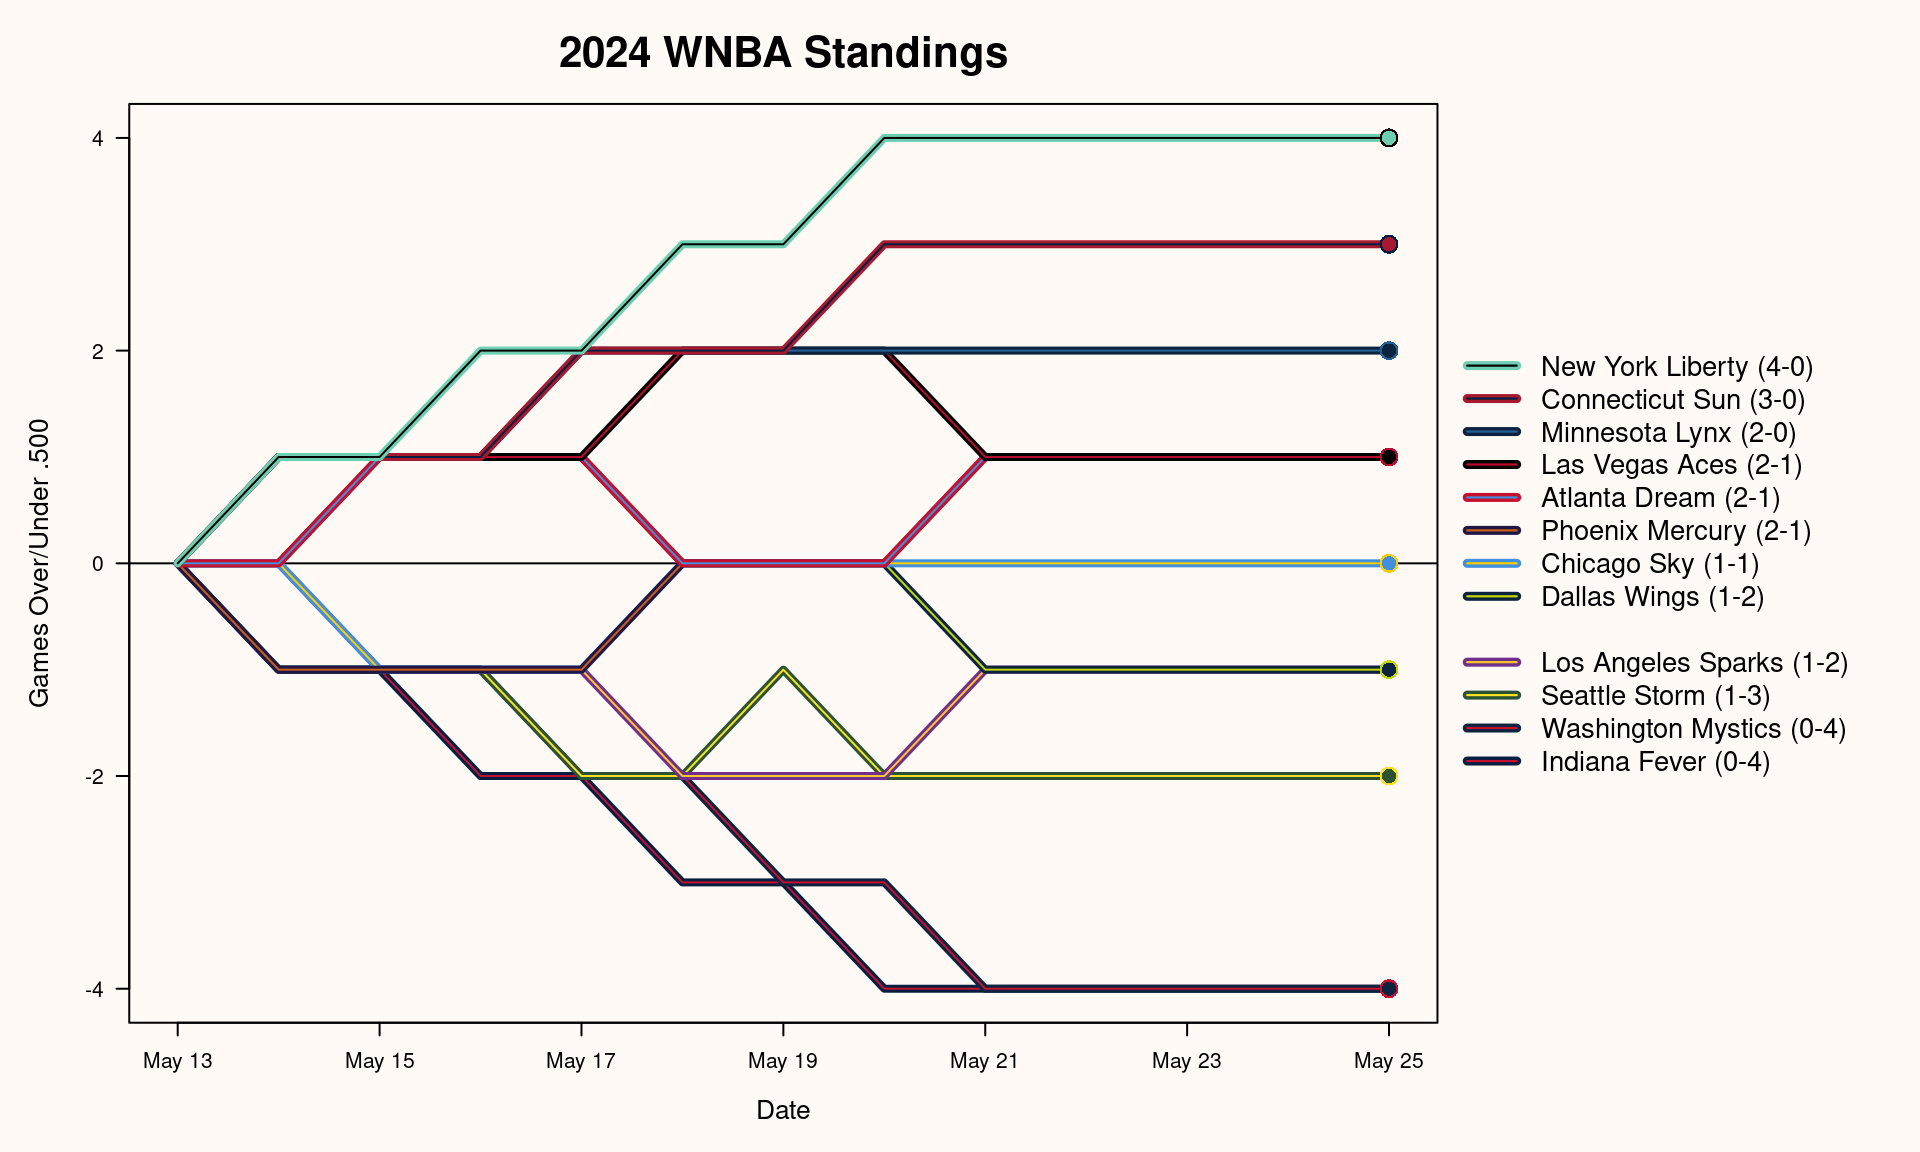 2024 WNBA Standings
Games Over/Under .500
4
2
0
-2
-4
May 13
May 15
May 17
May 19
May 21
May 23
May 25
Date
New York Liberty (4-0)
Connecticut Sun (3-0)
Minnesota Lynx (2-0)
Las Vegas Aces (2-1)
Atlanta Dream (2-1)
Phoenix Mercury (2-1)
Chicago Sky (1-1)
Dallas Wings (1-2)
Los Angeles Sparks (1-2)
Seattle Storm (1-3)
Washington Mystics (0-4)
Indiana Fever (0-4)